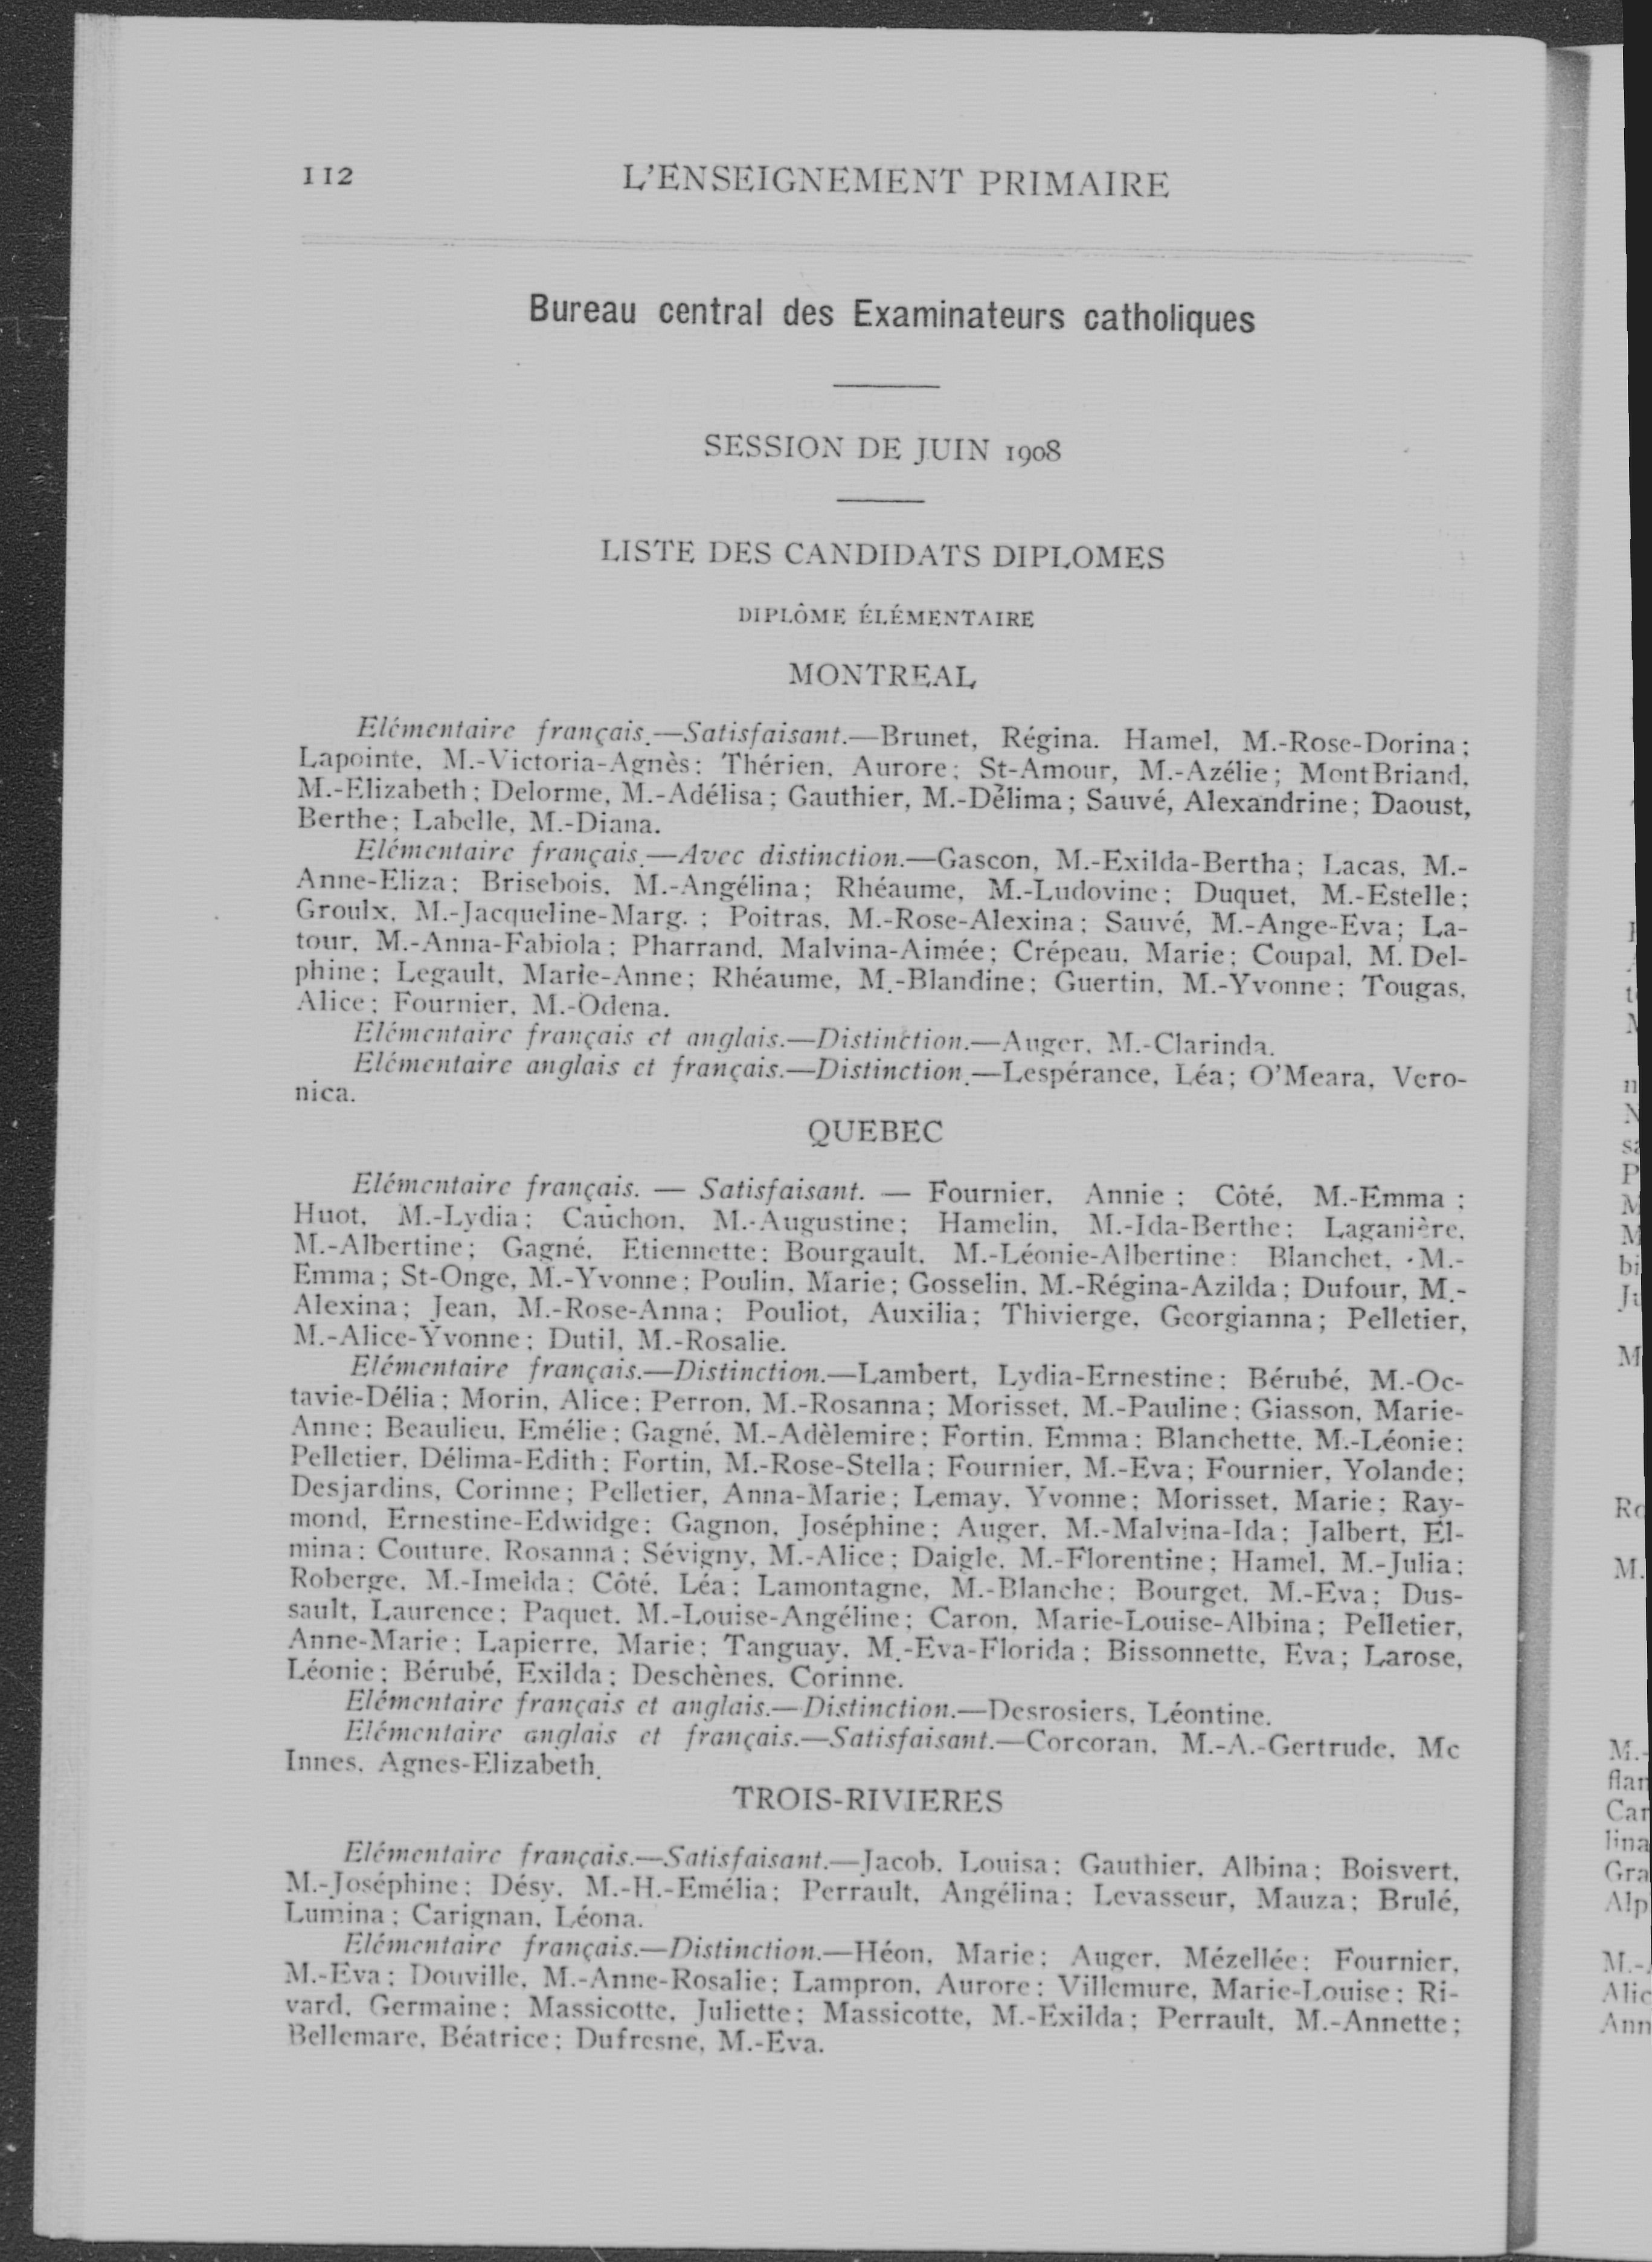 112 L'ENSEIGNEMENT PRIMAIRE
Bureau central des Examinateurs catholiques
SESSION DE JUIN 1908
LISTE DES CANDIDATS DIPLOMES
DIPLÔME ÉLÉMENTAIRE
MONTREAL
Elémentaire français.—Satisfaisant.—Brunet, Régina. Hamel, M.-Rose-Dorina;
Lapointe, M.-Victoria-Agnès: Thérien, Aurore; St-Amour, M.-Azélie; MontBriand,
M.-Elizabeth; Delorme, M.-Adélisa; Gauthier, M.-Délima; Sauvé, Alexandrine; Daoust,
Berthe; Labelle, M.-Diana.
Elémentaire français.—Avec distinction.—Gascon, M.-Exilda-Bertha; Lacas, M.-
Anne-Eliza; Brisebois, M.-Angélina; Rhéaume, M.-Ludovine; Duquet, M.-Estelle;
Groulx, M.-Jacqueline-Marg. ; Poitras, M.-Rose-Alexina; Sauvé, M.-Ange-Eva; La-
tour, M.-Anna-Fabiola; Pharrand, Malvina-Aimée; Crépeau, Marie; Coupal, M. Del-
phine; Legault, Marie-Anne; Rhéaume, M.-Blandine; Guertin, M.-Yvonne; Tougas,
Alice; Fournier, M.-Odena.
Elémentaire français et anglais.—Distinction.—Auger, M.-Clarinda.
Elémentaire anglais et français.—Distinction.—Lespérance, Léa; O'Meara, Vero-
nica.
QUEBEC
Elémentaire français. — Satisfaisant. — Fournier, Annie ; Côté, M.-Emma ;
Huot, M.-Lydia; Cauchon, M.-Augustine; Hamelin, M.-Ida-Berthe; Laganière,
M.-Albertine; Gagné, Etiennette; Bourgault, M.-Léonie-Albertine: Blanchet, M.-
Emma; St-Onge, M.-Yvonne; Poulin, Marie; Gosselin, M.-Régina-Azilda; Dufour, M.-
Alexina; Jean, M.-Rose-Anna; Pouliot, Auxilia; Thivierge, Georgianna; Pelletier,
M.-Alice-Yvonne; Dutil, M.-Rosalie.
Elémentaire français.—Distinction.—Lambert, Lydia-Ernestine; Bérubé, M.-Oc-
tavie-Délia; Morin, Alice; Perron, M.-Rosanna; Morisset, M.-Pauline; Giasson, Marie-
Anne; Beaulieu, Emélie; Gagné, M.-Adèlemire; Fortin, Emma; Blanchette, M.-Léonie;
Pelletier, Délima-Edith; Fortin, M.-Rose-Stella; Fournier, M.-Eva; Fournier, Yolande;
Desjardins, Corinne; Pelletier, Anna-Marie; Lemay, Yvonne; Morisset, Marie; Ray-
mond, Ernestine-Edwidge; Gagnon, Joséphine; Auger, M.-Malvina-Ida; Jalbert, El-
mina; Couture, Rosanna; Sévigny, M.-Alice; Daigle, M.-Florentine; Hamel, M.-Julia;
Roberge, M.-Imelda; Côté, Léa; Lamontagne, M.-Blanche; Bourget, M.-Eva; Dus-
sault, Laurence; Paquet, M.-Louise-Angéline; Caron, Marie-Louise-Albina; Pelletier,
Anne-Marie; Lapierre, Marie; Tanguay, M.-Eva-Florida; Bissonnette, Eva; Larose,
Léonie; Bérubé, Exilda; Deschènes, Corinne.
Elémentaire français et anglais.—Distinction.—Desrosiers, Léontine.
Elémentaire anglais et français.—Satisfaisant.—Corcoran, M.-A.-Gertrude, Mc
Innes, Agnes-Elizabeth.
TROIS-RIVIERES
Elémentaire français.—Satisfaisant.—Jacob, Louisa; Gauthier, Albina; Boisvert,
M.-Joséphine; Désy, M.-H.-Emélia; Perrault, Angélina; Levasseur, Mauza; Brulé,
Lumina; Carignan, Léona.
Elémentaire français.—Distinction.—Héon, Marie; Auger, Mézellée; Fournier,
M.-Eva; Douville, M.-Anne-Rosalie; Lampron, Aurore; Villemure, Marie-Louise; Ri-
vard, Germaine; Massicotte, Juliette; Massicotte, M.-Exilda; Perrault, M.-Annette;
Bellemare, Béatrice; Dufresne, M.-Eva.